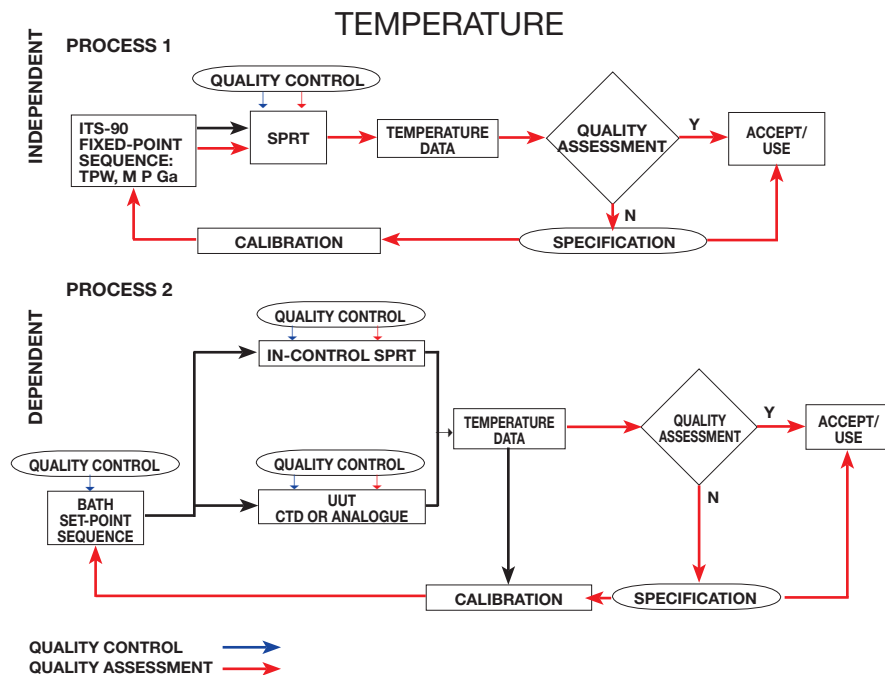 TEMPERATURE
PROCESS 1
INDEPENDENT
QUALITY CONTROL
ITS-90
FIXED-POINT
SEQUENCE:
TPW, M P Ga
SPRT
TEMPERATURE
DATA
QUALITY
ASSESSMENT
Y
ACCEPT/
USE
N
CALIBRATION
SPECIFICATION
PROCESS 2
DEPENDENT
QUALITY CONTROL
IN-CONTROL SPRT
QUALITY CONTROL
BATH
SET-POINT
SEQUENCE
QUALITY CONTROL
UUT
CTD OR ANALOGUE
TEMPERATURE
DATA
QUALITY
ASSESSMENT
Y
ACCEPT/
USE
N
CALIBRATION
SPECIFICATION
QUALITY CONTROL
QUALITY ASSESSMENT